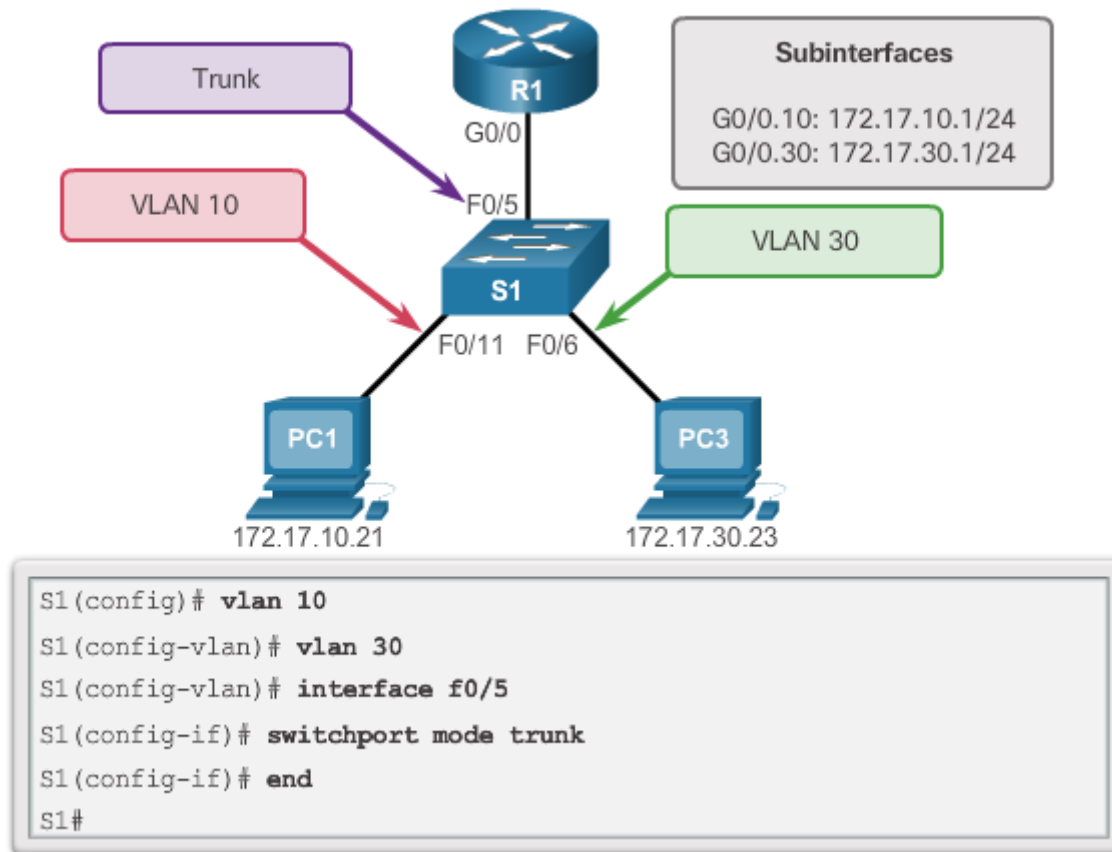 Trunk
R1
G0/0
Subinterfaces
G0/0.10: 172.17.10.1/24
G0/0.30: 172.17.30.1/24
VLAN 10
F0/5
VLAN 30
S1
F0/11 F0/6
PC1
PC3
172.17.10.21
172.17.30.23
S1(config)# vlan 10
S1(config-vlan)# vlan 30
S1(config-vlan)# interface f0/5
S1(config-if)# switchport mode trunk
S1(config-if)# end
S1#